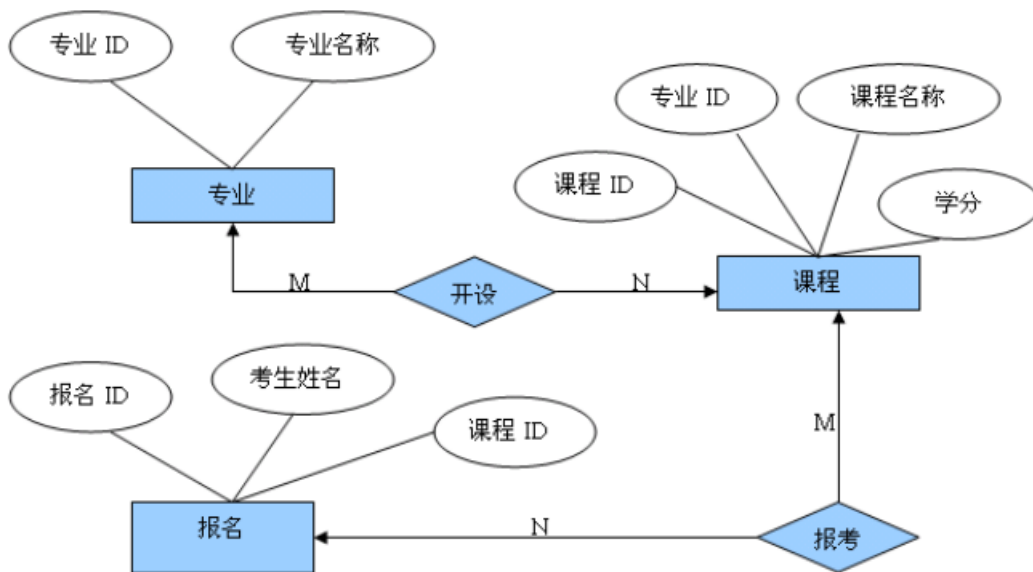 专业 ID
专业名称
专业 ID
课程名称
专业
课程 ID
学分
M
开设
N
课程
报名 ID
考生姓名
课程 ID
M
报名
N
报考